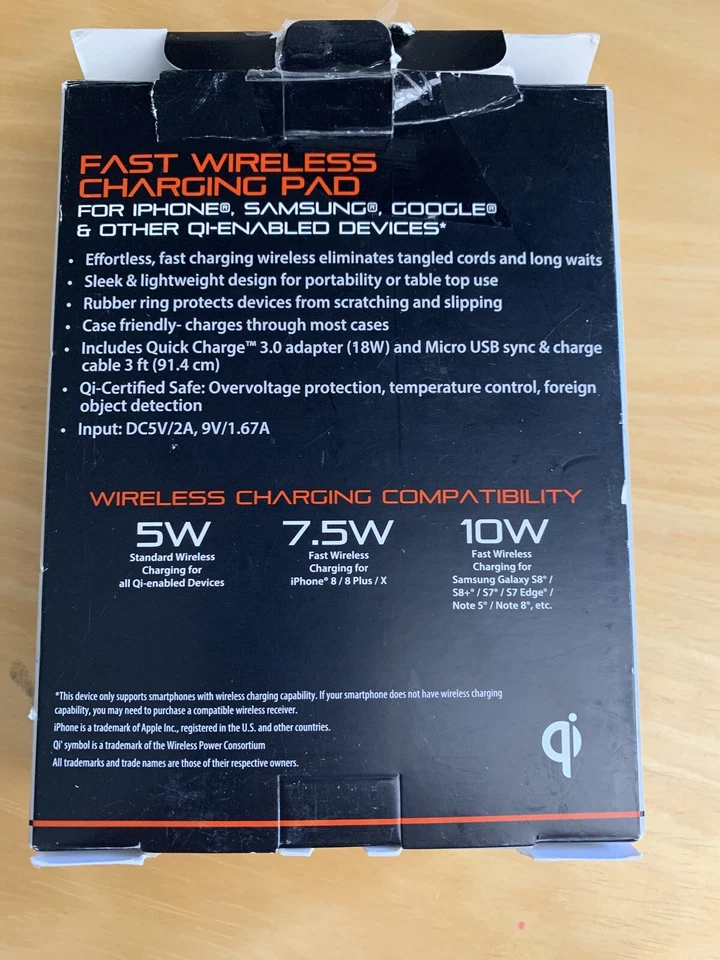 FAST WIRELESS
CHARGING PAD
FOR IPHONE®, SAMSUNG®, GOOGLE®
& OTHER QI-ENABLED DEVICES*
• Effortless, fast charging wireless eliminates tangled cords and long waits
• Sleek & lightweight design for portability or table top use
• Rubber ring protects devices from scratching and slipping
• Case friendly- charges through most cases
• Includes Quick Charge™ 3.0 adapter (18W) and Micro USB sync & charge
cable 3 ft (91.4 cm)
• Qi-Certified Safe: Overvoltage protection, temperature control, foreign
object detection
• Input: DC5V/2A, 9V/1.67A
WIRELESS CHARGING COMPATIBILITY
5W
Standard Wireless
Charging for
all Qi-enabled Devices
7.5W
Fast Wireless
Charging for
iPhone® 8 / 8 Plus / X
10W
Fast Wireless
Charging for
Samsung Galaxy S8® /
S8+® / S7® / S7 Edge® /
Note 5® / Note 8®, etc.
*This device only supports smartphones with wireless charging capability. If your smartphone does not have wireless charging
capability, you may need to purchase a compatible wireless receiver.
iPhone is a trademark of Apple Inc., registered in the U.S. and other countries.
Qi' symbol is a trademark of the Wireless Power Consortium
All trademarks and trade names are those of their respective owners.
qi